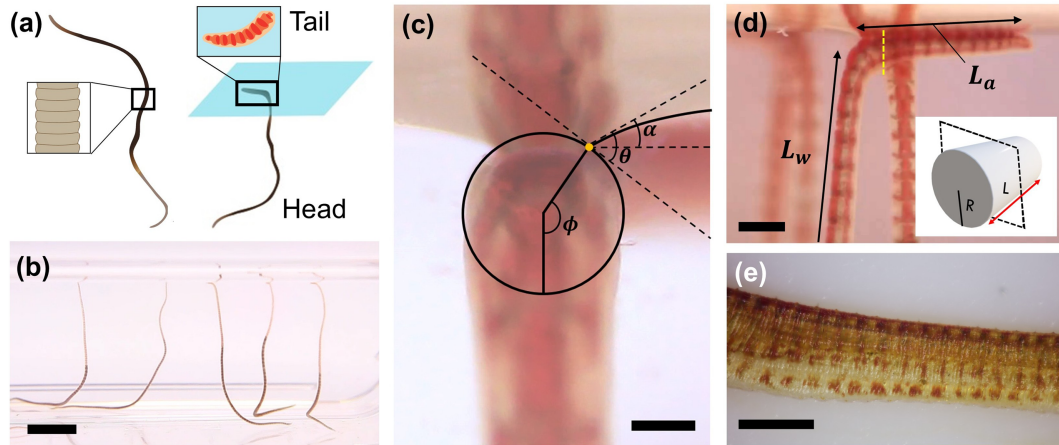 (a)
Tail
Head
(b)
(c)
α
θ
ϕ
(d)
L_a
L_w
L
R
(e)